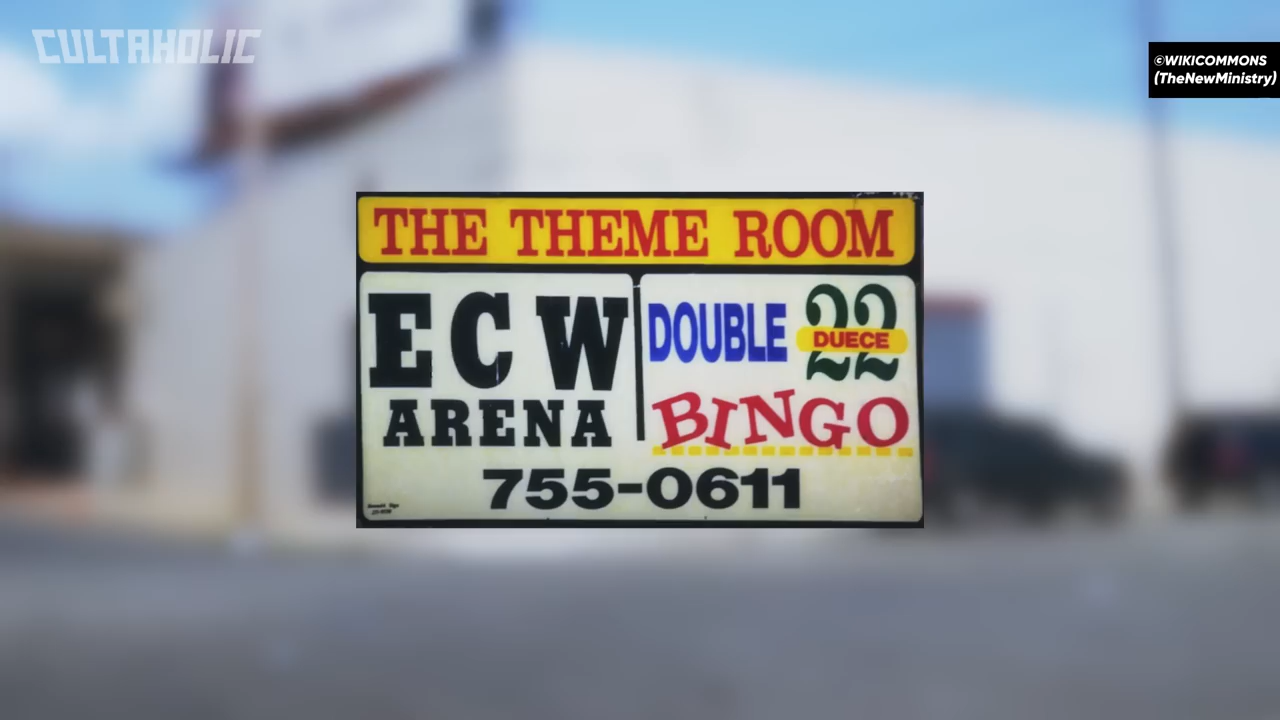 CULTAHOLIC
©WIKICOMMONS
(TheNewMinistry)
THE THEME ROOM
ECW
ARENA
DOUBLE 22
DUECE
BINGO
755-0611